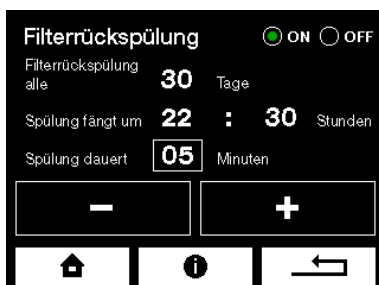 Filterrückspülung ON OFF
Filterrückspülung
alle 30 Tage
Spülung fängt um 22 : 30 Stunden
Spülung dauert 05 Minuten
− +